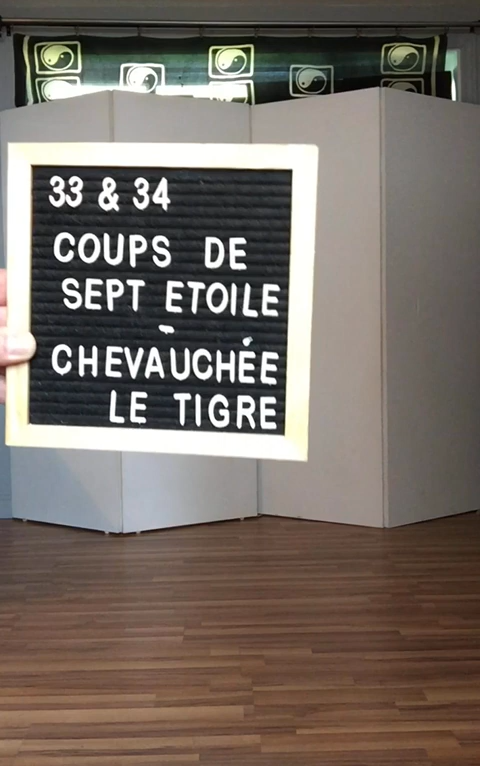 33 & 34
COUPS DE
SEPT ETOILE
-
CHEVAUCHÉE
LE TIGRE